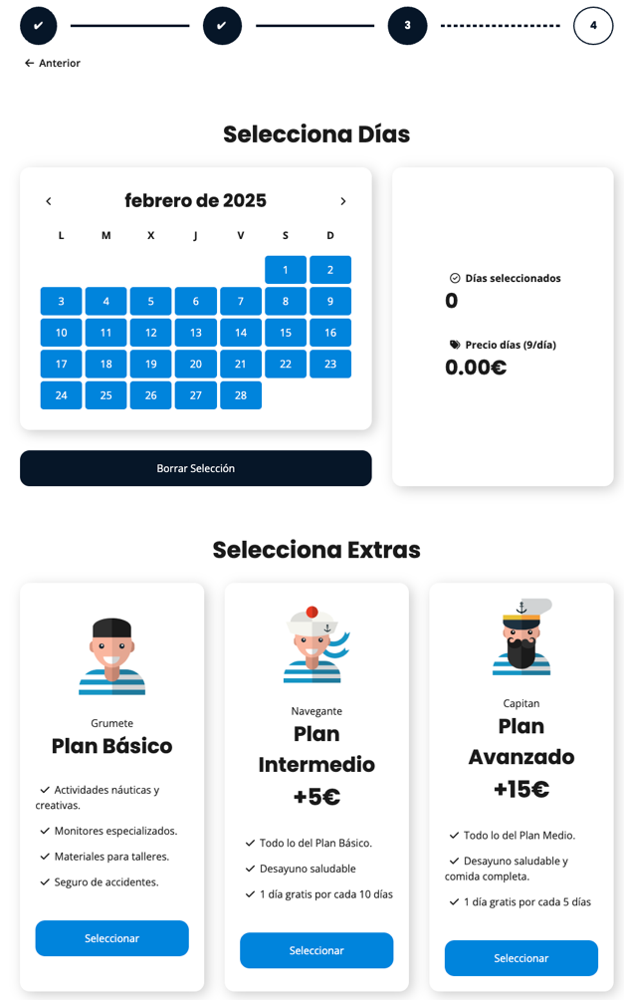 ✔ ✔ 3 4
← Anterior
Selecciona Días
febrero de 2025
L M X J V S D
1 2
3 4 5 6 7 8 9
10 11 12 13 14 15 16
17 18 19 20 21 22 23
24 25 26 27 28
Borrar Selección
Días seleccionados
0
Precio días (9/día)
0.00€
Selecciona Extras
Grumete
Plan Básico
Actividades náuticas y
creativas.
Monitores especializados.
Materiales para talleres.
Seguro de accidentes.
Seleccionar
Navegante
Plan
Intermedio
+5€
Todo lo del Plan Básico.
Desayuno saludable
1 día gratis por cada 10 días
Seleccionar
Capitan
Plan
Avanzado
+15€
Todo lo del Plan Medio.
Desayuno saludable y
comida completa.
1 día gratis por cada 5 días
Seleccionar